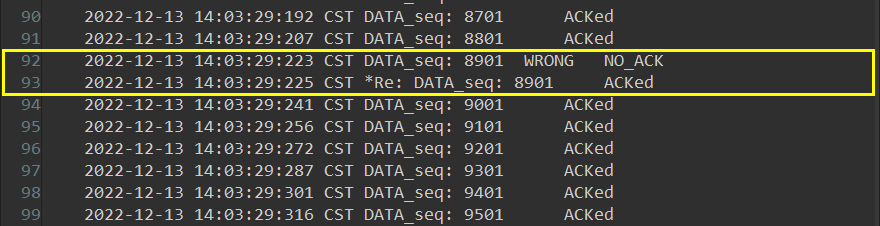 90 2022-12-13 14:03:29:192 CST DATA_seq: 8701 ACKed
91 2022-12-13 14:03:29:207 CST DATA_seq: 8801 ACKed
92 2022-12-13 14:03:29:223 CST DATA_seq: 8901 WRONG NO_ACK
93 2022-12-13 14:03:29:225 CST *Re: DATA_seq: 8901 ACKed
94 2022-12-13 14:03:29:241 CST DATA_seq: 9001 ACKed
95 2022-12-13 14:03:29:256 CST DATA_seq: 9101 ACKed
96 2022-12-13 14:03:29:272 CST DATA_seq: 9201 ACKed
97 2022-12-13 14:03:29:287 CST DATA_seq: 9301 ACKed
98 2022-12-13 14:03:29:301 CST DATA_seq: 9401 ACKed
99 2022-12-13 14:03:29:316 CST DATA_seq: 9501 ACKed